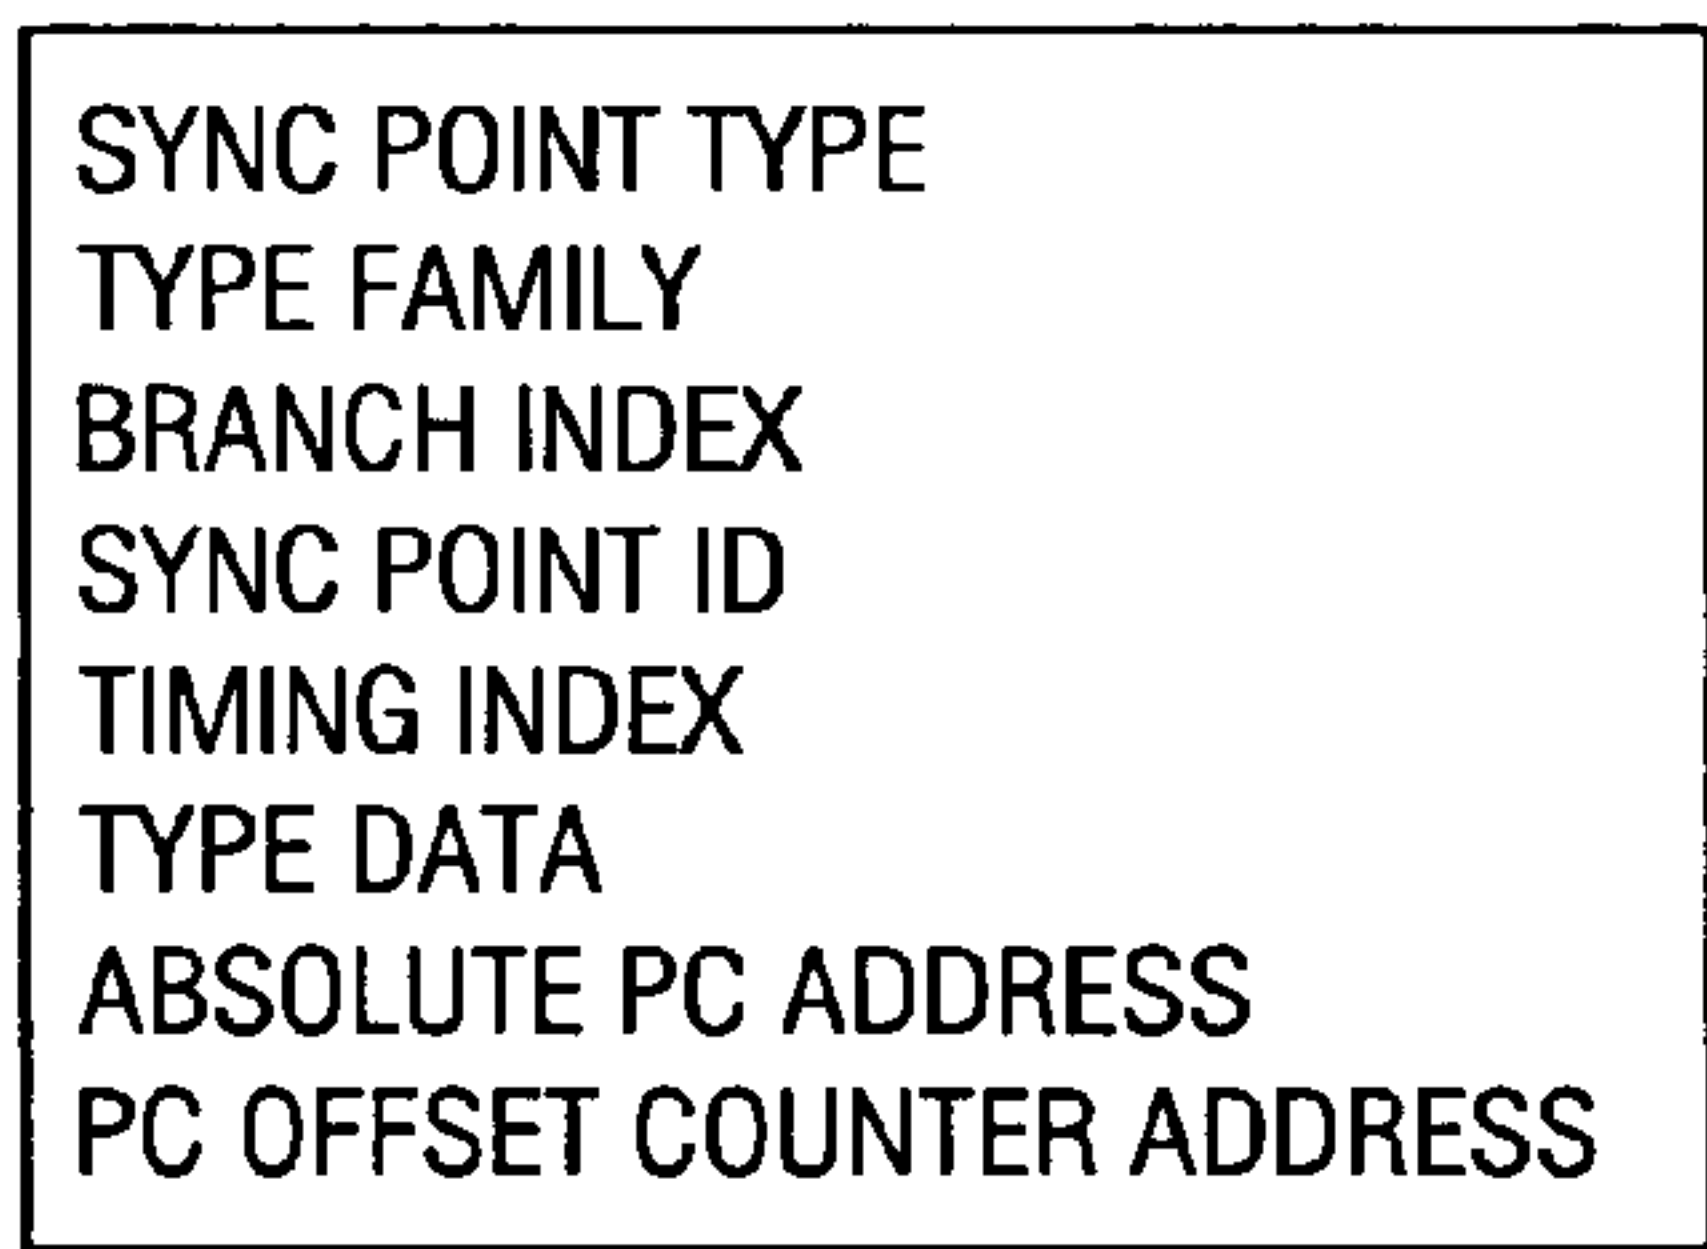 SYNC POINT TYPE
TYPE FAMILY
BRANCH INDEX
SYNC POINT ID
TIMING INDEX
TYPE DATA
ABSOLUTE PC ADDRESS
PC OFFSET COUNTER ADDRESS